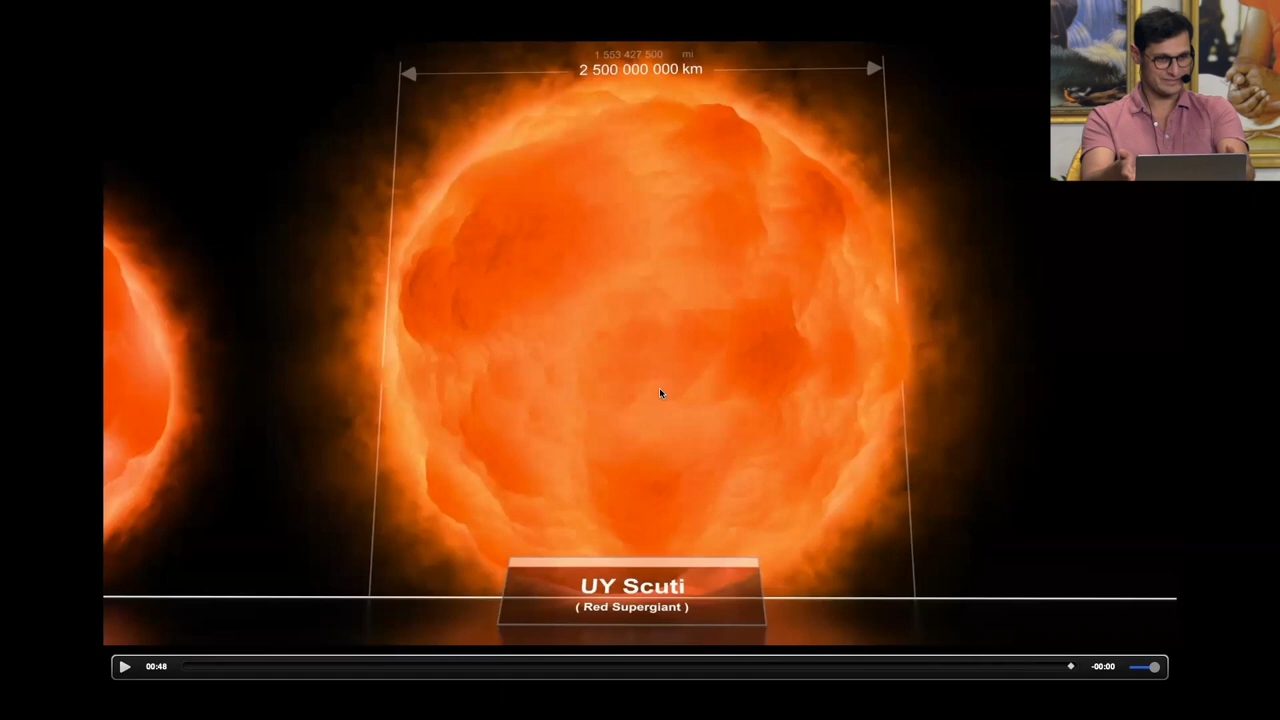 1 553 427 500 mi
2 500 000 000 km
UY Scuti
( Red Supergiant )
00:48
-00:00